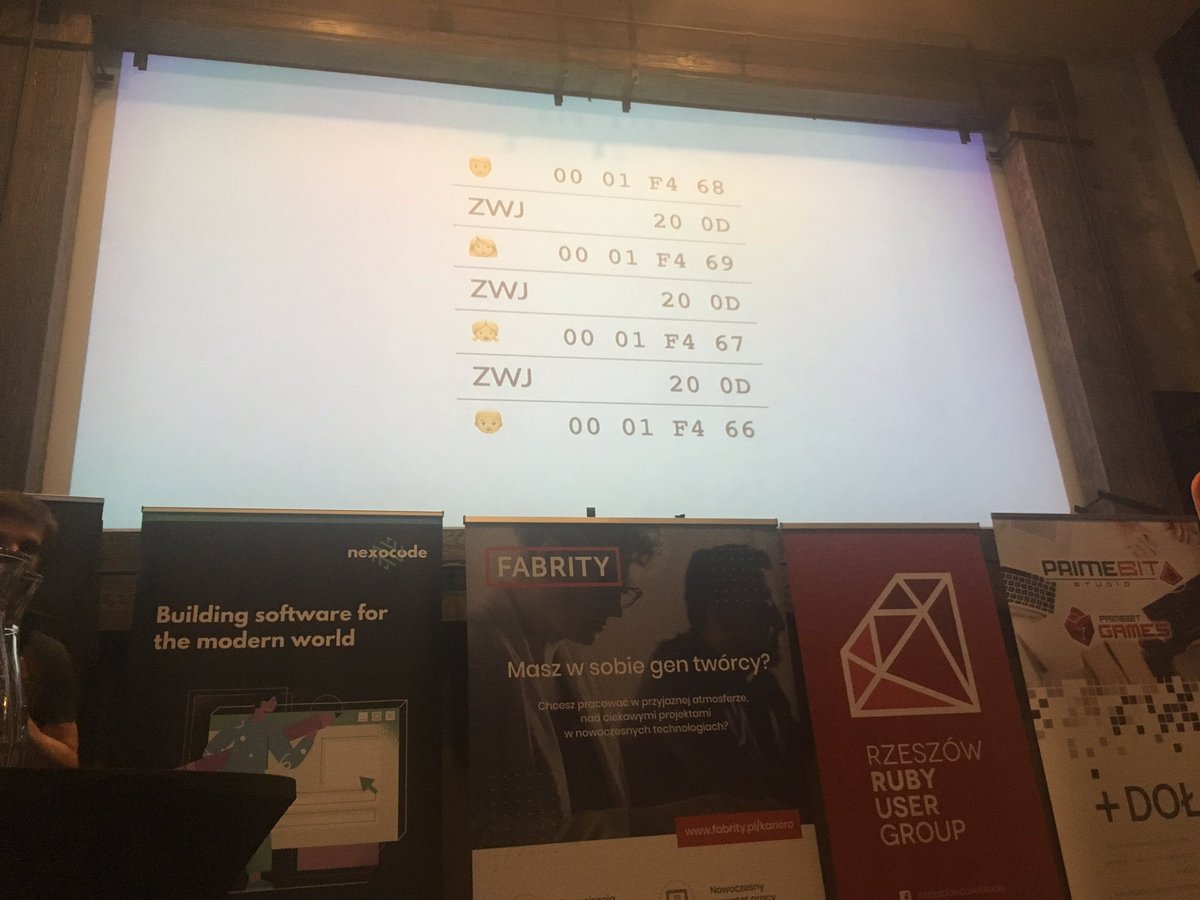 👨 00 01 F4 68
ZWJ 20 0D
👩 00 01 F4 69
ZWJ 20 0D
👧 00 01 F4 67
ZWJ 20 0D
👦 00 01 F4 66
nexocode
Building software for
the modern world
FABRITY
Masz w sobie gen twórcy?
Chcesz pracować w przyjaznej atmosferze,
nad ciekawymi projektami
w nowoczesnych technologiach?
www.fabrity.pl/kariera
Nowoczesny
RZESZÓW
RUBY
USER
GROUP
PRIMEBIT
STUDIO
PRIMEBIT
GAMES
+ DOŁ